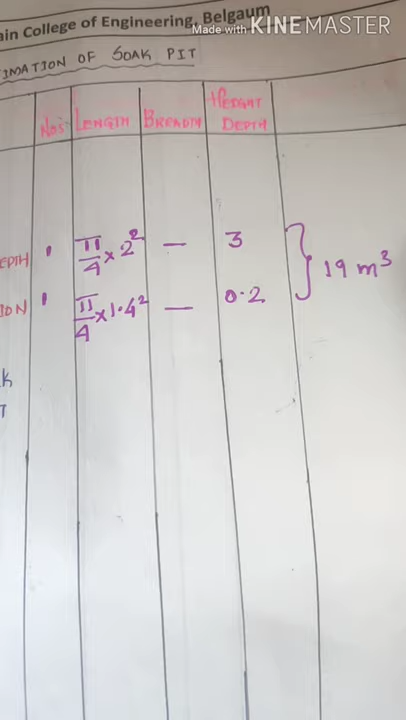 ain College of Engineering, Belgaum
Made with KINEMASTER
IMATION OF SOAK PIT
Nos- LENGTH BREADTH HEIGHT DEPTH
EPTH 1 π/4 × 2² — 3
ION 1 π/4 × 1.4² — 0.2
} 19 m³
k
T